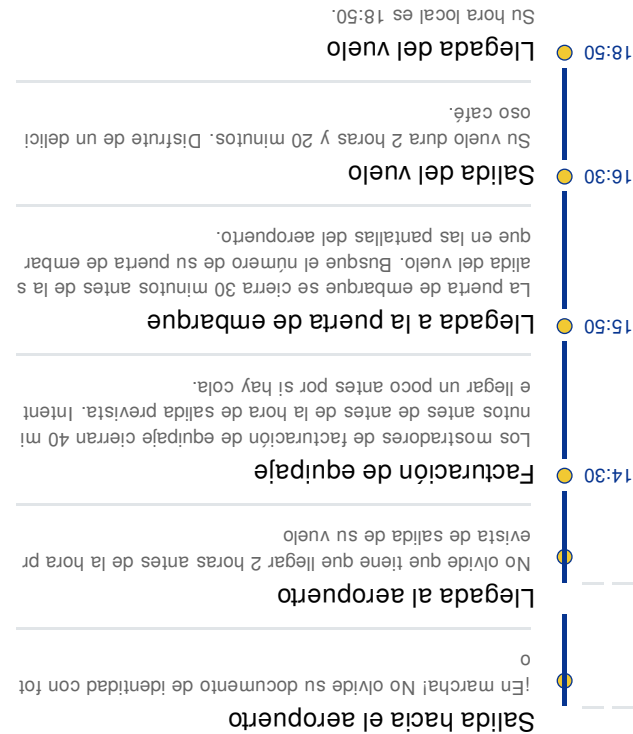 Salida hacia el aeropuerto
¡En marcha! No olvide su documento de identidad con fot
o
Llegada al aeropuerto
No olvide que tiene que llegar 2 horas antes de la hora pr
evista de salida de su vuelo
14:30
Facturación de equipaje
Los mostradores de facturación de equipaje cierran 40 mi
nutos antes de antes de la hora de salida prevista. Intent
e llegar un poco antes por si hay cola.
15:50
Llegada a la puerta de embarque
La puerta de embarque se cierra 30 minutos antes de la s
alida del vuelo. Busque el número de su puerta de embar
que en las pantallas del aeropuerto.
16:30
Salida del vuelo
Su vuelo dura 2 horas y 20 minutos. Disfrute de un delici
oso café.
18:50
Llegada del vuelo
Su hora local es 18:50.